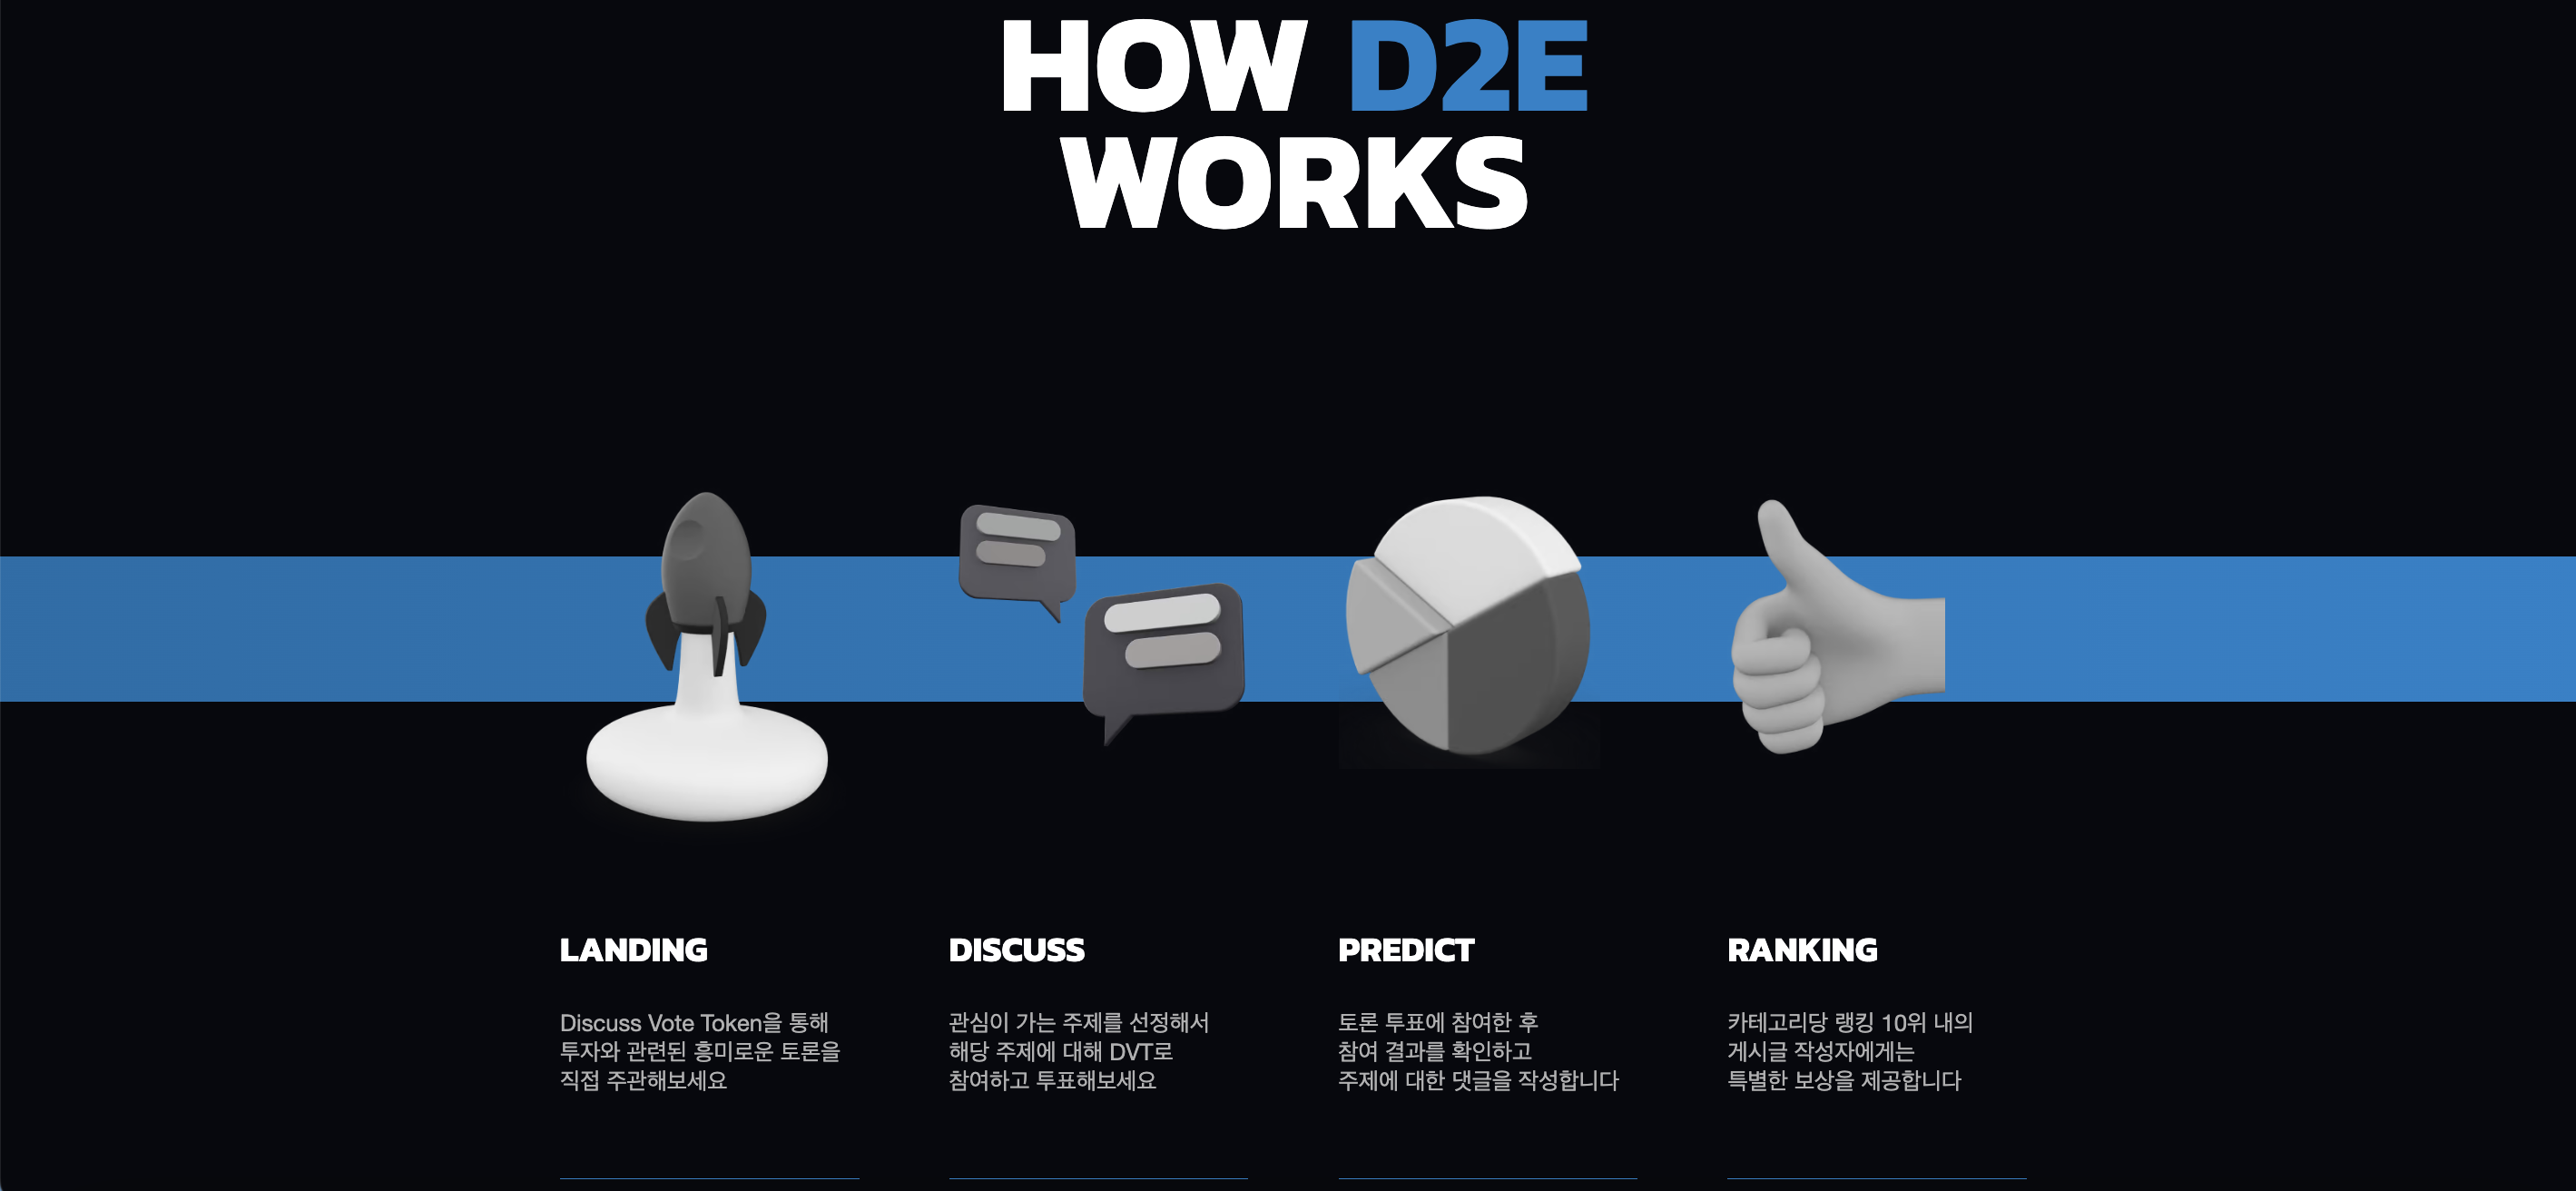 HOW D2E
WORKS
LANDING
Discuss Vote Token을 통해
투자와 관련된 흥미로운 토론을
직접 주관해보세요
DISCUSS
관심이 가는 주제를 선정해서
해당 주제에 대해 DVT로
참여하고 투표해보세요
PREDICT
토론 투표에 참여한 후
참여 결과를 확인하고
주제에 대한 댓글을 작성합니다
RANKING
카테고리당 랭킹 10위 내의
게시글 작성자에게는
특별한 보상을 제공합니다